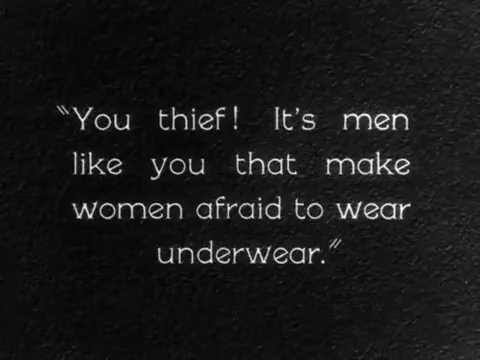 "You thief! It's men
like you that make
women afraid to wear
underwear."